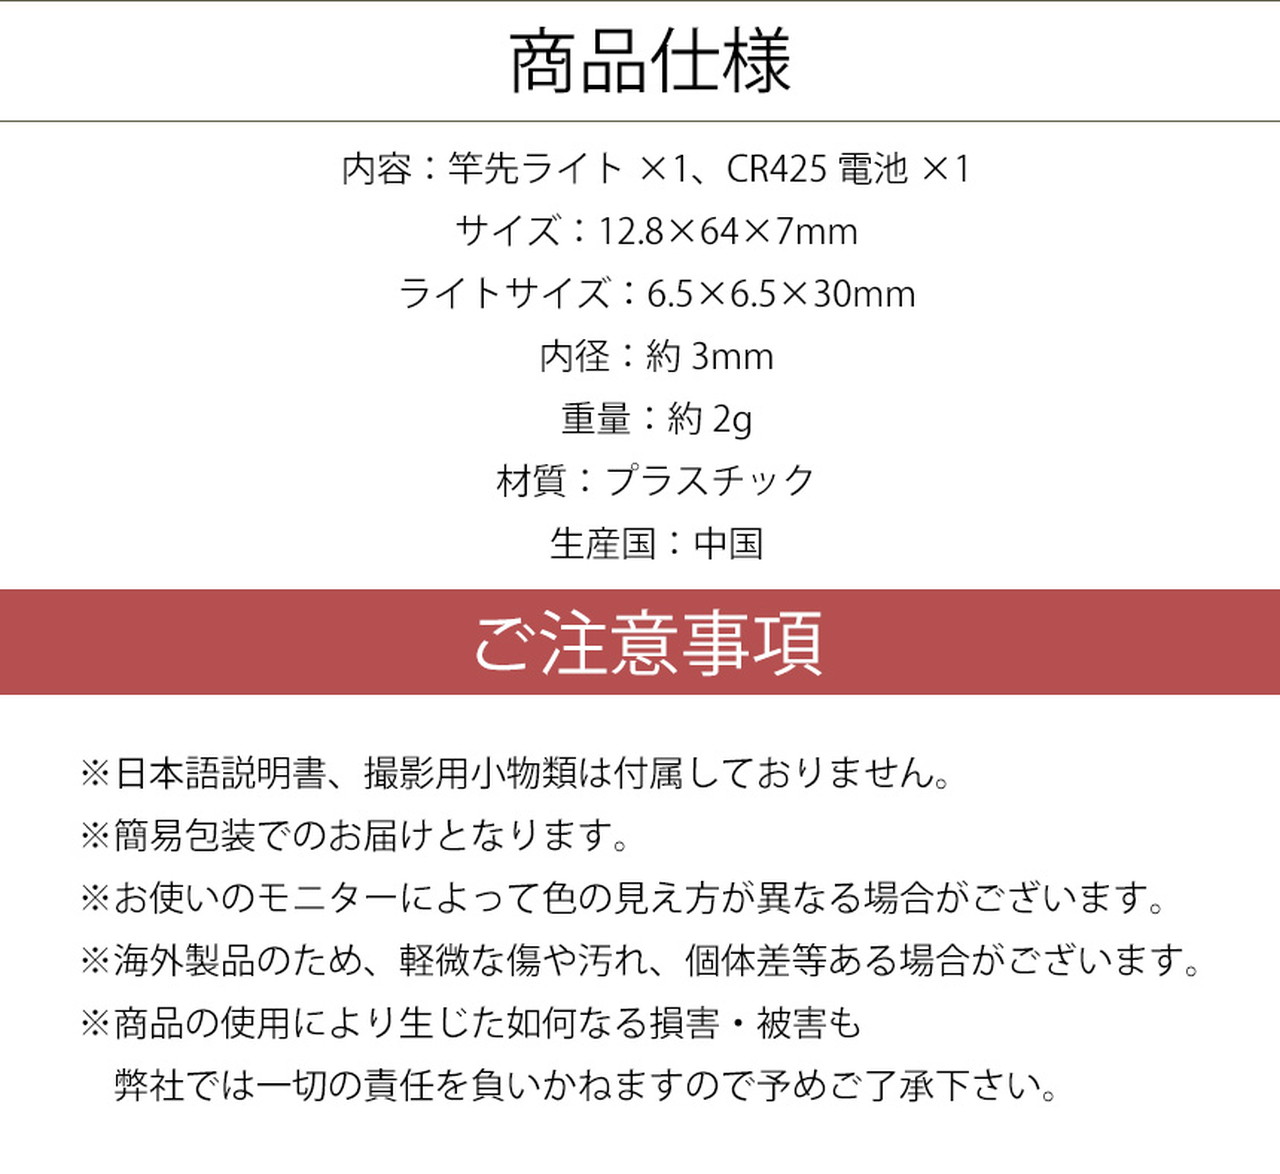 商品仕様
内容：竿先ライト ×1、CR425 電池 ×1
サイズ：12.8×64×7mm
ライトサイズ：6.5×6.5×30mm
内径：約 3mm
重量：約 2g
材質：プラスチック
生産国：中国
ご注意事項
※日本語説明書、撮影用小物類は付属しておりません。
※簡易包装でのお届けとなります。
※お使いのモニターによって色の見え方が異なる場合がございます。
※海外製品のため、軽微な傷や汚れ、個体差等ある場合がございます。
※商品の使用により生じた如何なる損害・被害も
弊社では一切の責任を負いかねますので予めご了承下さい。